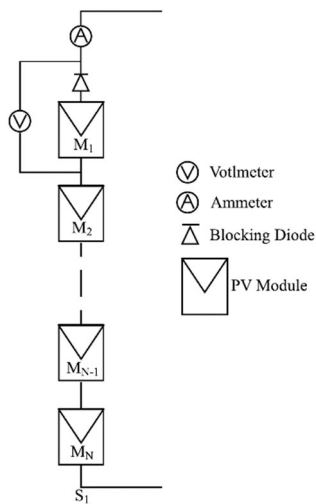 A
V
M1
M2
MN-1
MN
S1
V Votlmeter
A Ammeter
Blocking Diode
PV Module